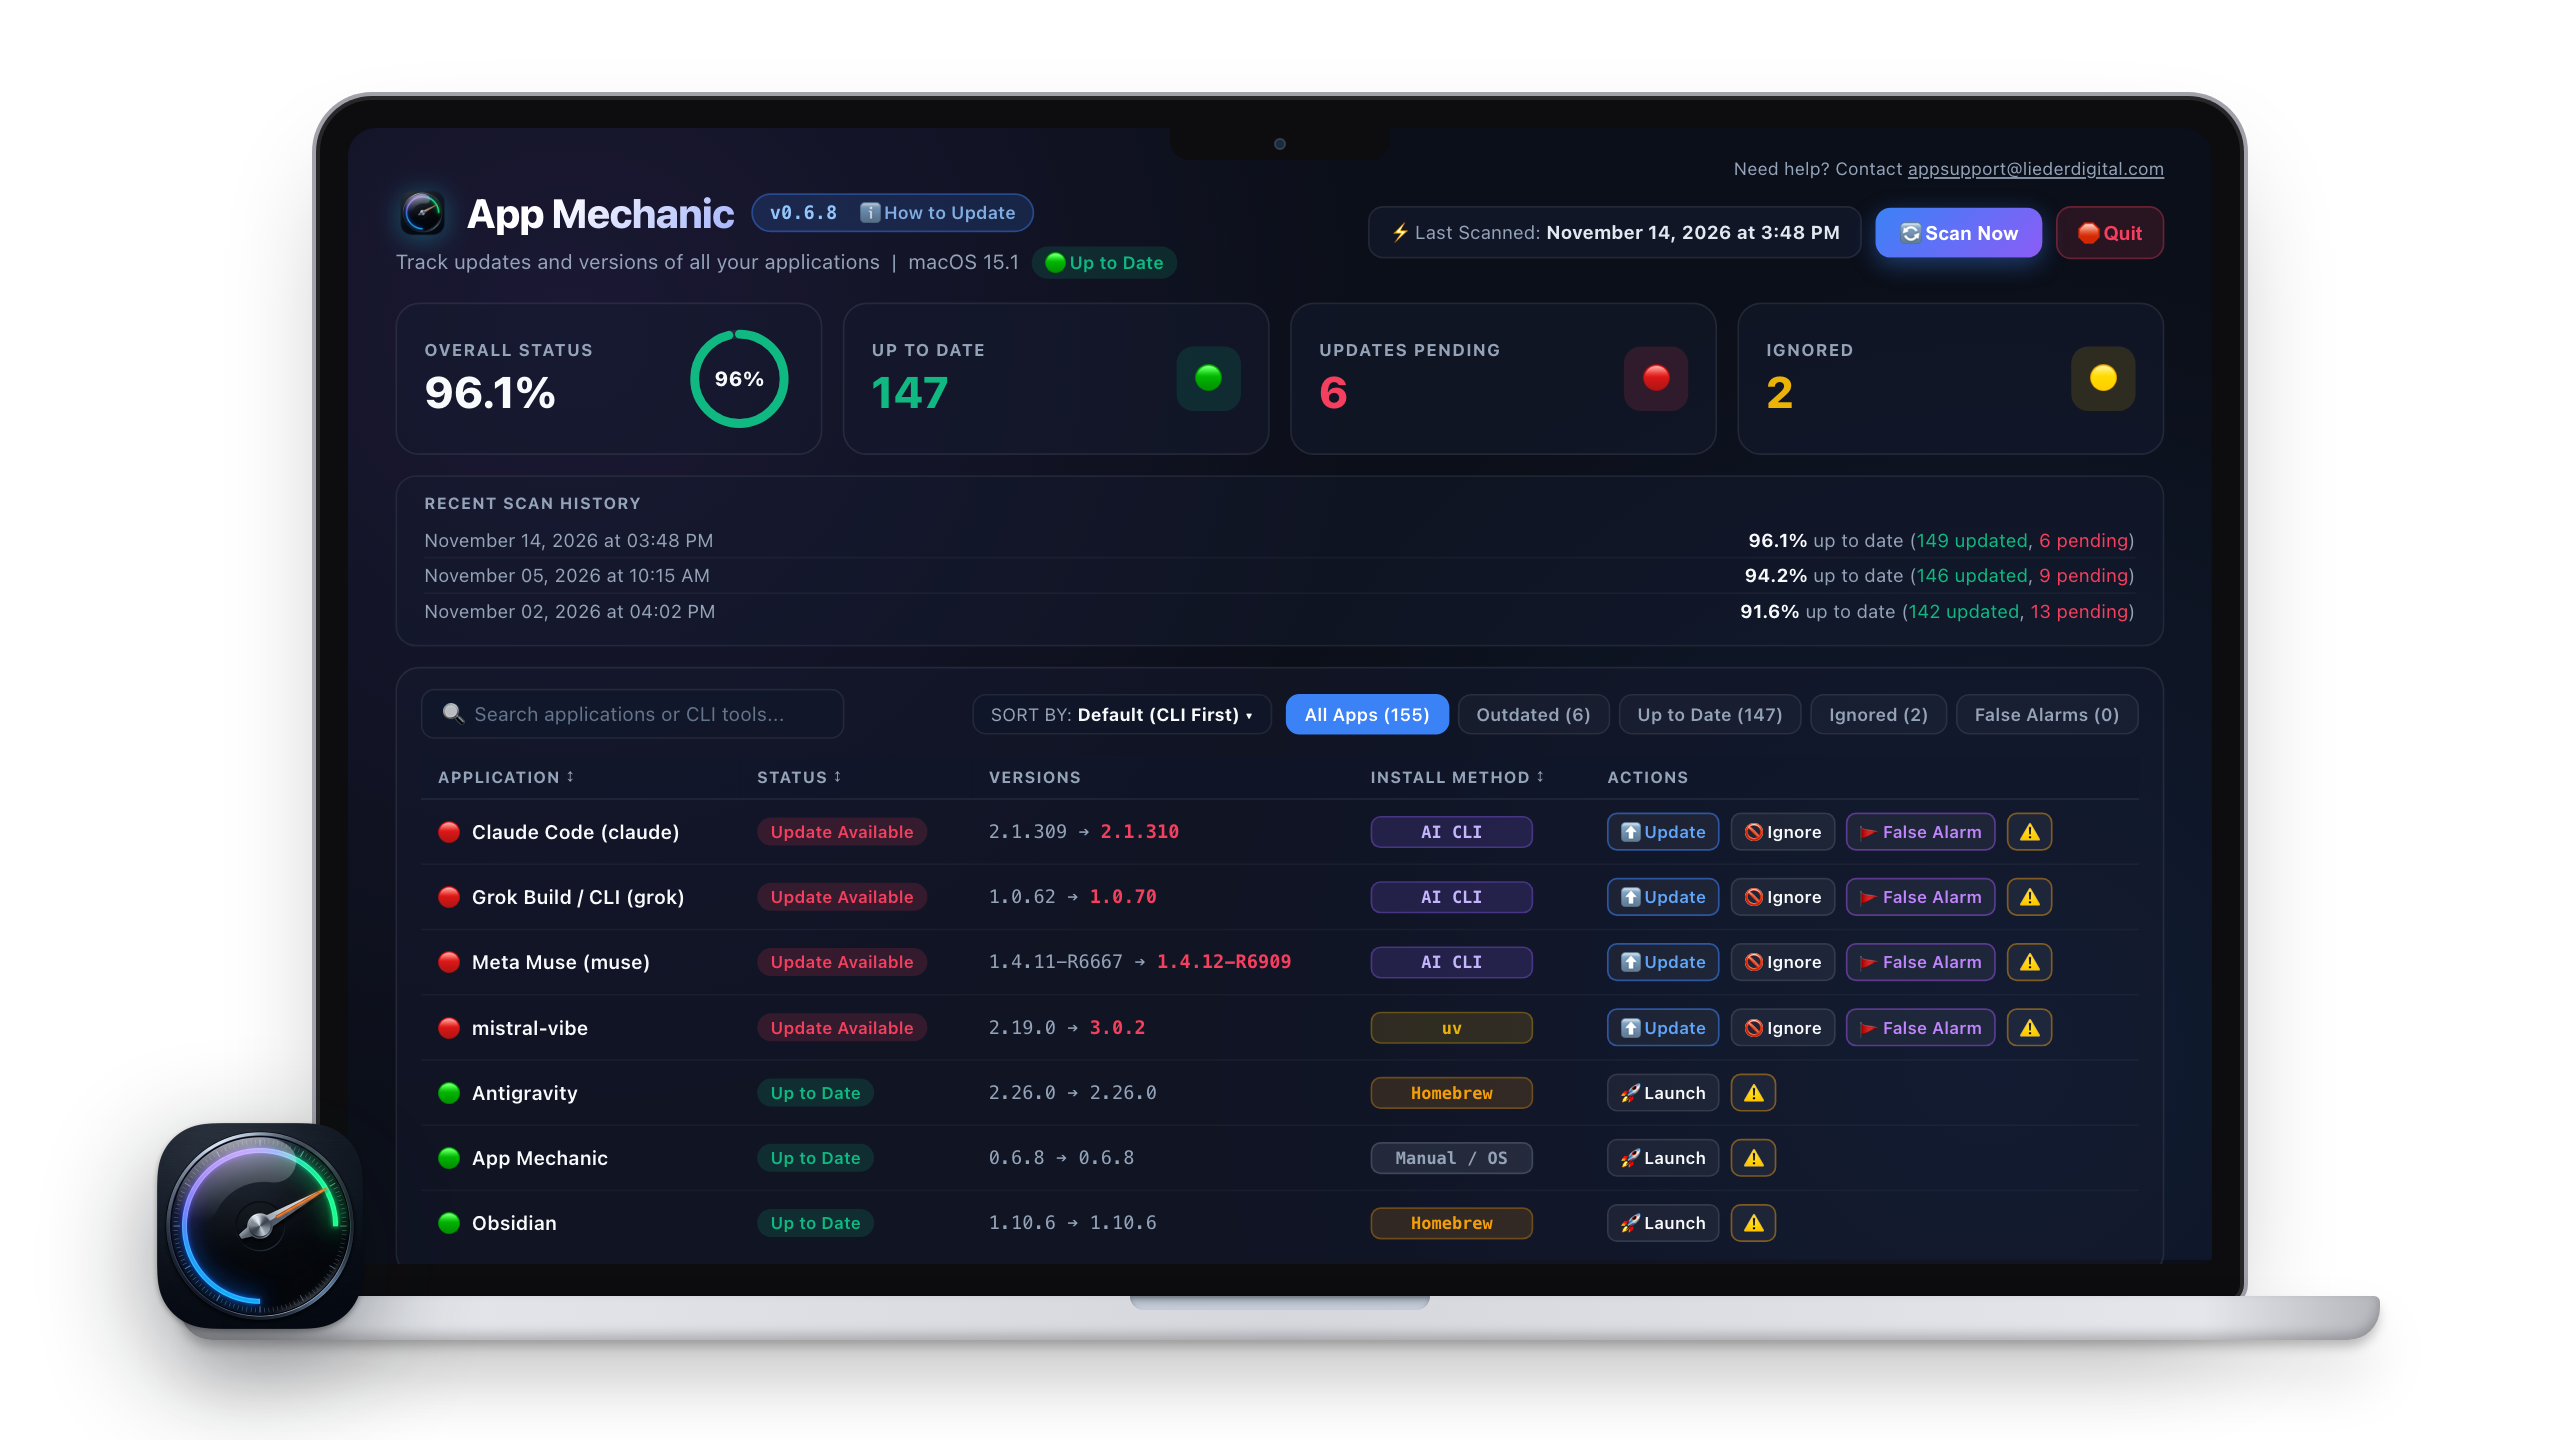 Need help? Contact appsupport@liederdigital.com
App Mechanic v0.6.8 How to Update
Track updates and versions of all your applications | macOS 15.1 Up to Date
Last Scanned: November 14, 2026 at 3:48 PM Scan Now Quit
OVERALL STATUS
96.1%
96%
UP TO DATE
147
UPDATES PENDING
6
IGNORED
2
RECENT SCAN HISTORY
November 14, 2026 at 03:48 PM 96.1% up to date (149 updated, 6 pending)
November 05, 2026 at 10:15 AM 94.2% up to date (146 updated, 9 pending)
November 02, 2026 at 04:02 PM 91.6% up to date (142 updated, 13 pending)
Search applications or CLI tools... SORT BY: Default (CLI First) ▾ All Apps (155) Outdated (6) Up to Date (147) Ignored (2) False Alarms (0)
APPLICATION ↕ STATUS ↕ VERSIONS INSTALL METHOD ↕ ACTIONS
Claude Code (claude) Update Available 2.1.309 → 2.1.310 AI CLI Update Ignore False Alarm
Grok Build / CLI (grok) Update Available 1.0.62 → 1.0.70 AI CLI Update Ignore False Alarm
Meta Muse (muse) Update Available 1.4.11-R6667 → 1.4.12-R6909 AI CLI Update Ignore False Alarm
mistral-vibe Update Available 2.19.0 → 3.0.2 uv Update Ignore False Alarm
Antigravity Up to Date 2.26.0 → 2.26.0 Homebrew Launch
App Mechanic Up to Date 0.6.8 → 0.6.8 Manual / OS Launch
Obsidian Up to Date 1.10.6 → 1.10.6 Homebrew Launch